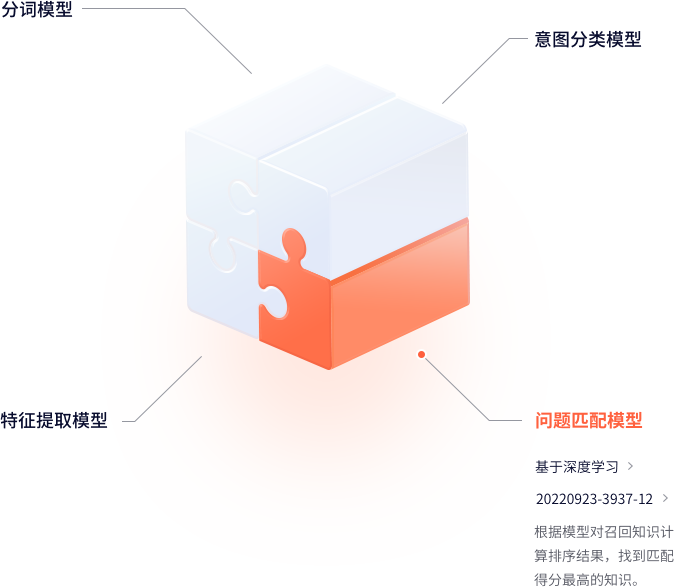 分词模型
意图分类模型
特征提取模型
问题匹配模型
基于深度学习
20220923-3937-12
根据模型对召回知识计
算排序结果，找到匹配
得分最高的知识。